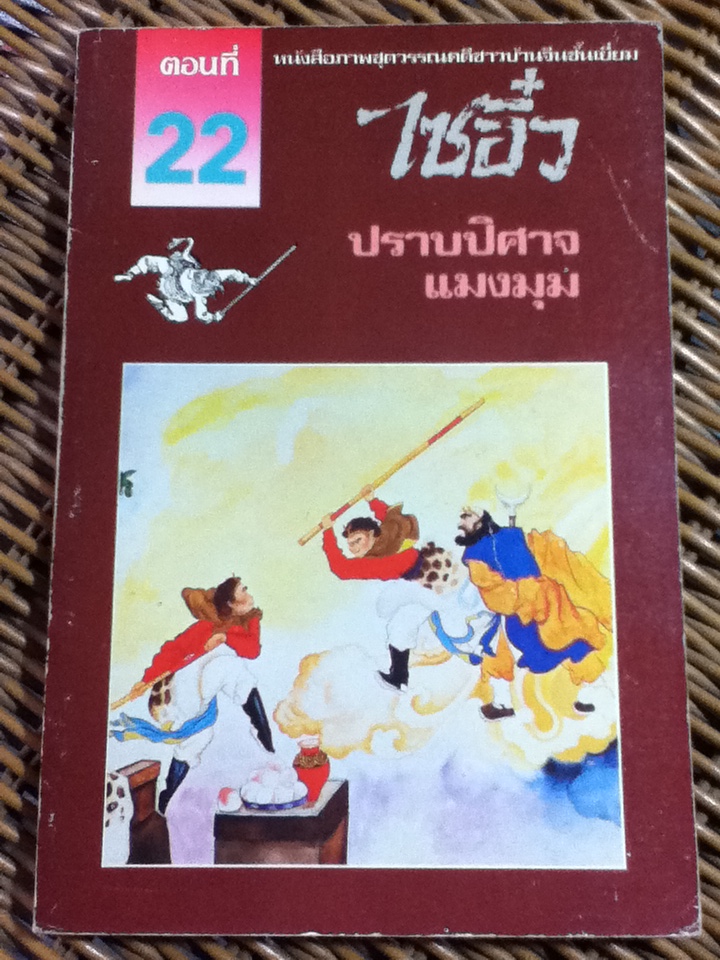 ตอนที่
22
หนังสือภาพชุดวรรณคดีชาวบ้านจีนชั้นเยี่ยม
ไซอิ๋ว
ปราบปิศาจ
แมงมุม